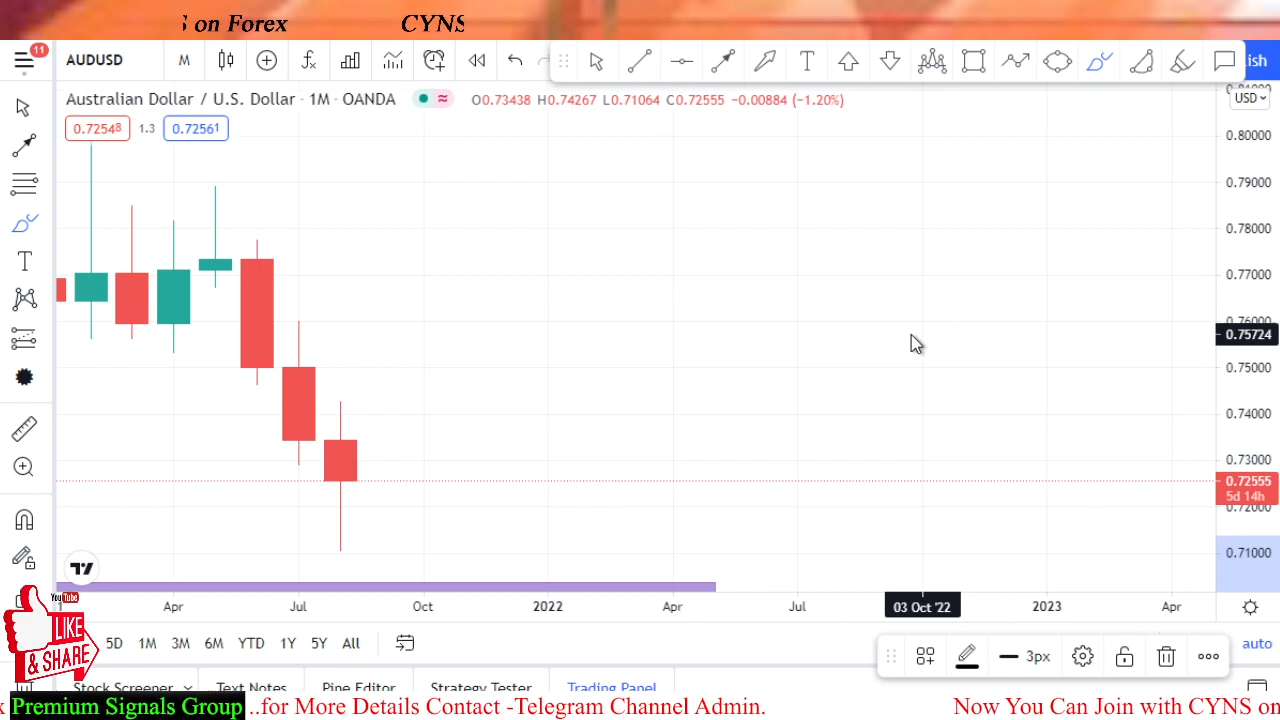 S on Forex CYNS
11 AUDUSD M ish
Australian Dollar / U.S. Dollar · 1M · OANDA O0.73438 H0.74267 L0.71064 C0.72555 −0.00884 (−1.20%) USD
0.72548 1.3 0.72561
0.80000
0.79000
0.78000
0.77000
0.76000
0.75724
0.75000
0.74000
0.73000
0.72555
5d 14h
0.72000
0.71000
Apr Jul Oct 2022 Apr Jul 03 Oct '22 2023 Apr
YouTube
LIKE
& SHARE
5D 1M 3M 6M YTD 1Y 5Y All auto
3px
Stock Screener Text Notes Pine Editor Strategy Tester Trading Panel
Premium Signals Group ..for More Details Contact -Telegram Channel Admin. Now You Can Join with CYNS on